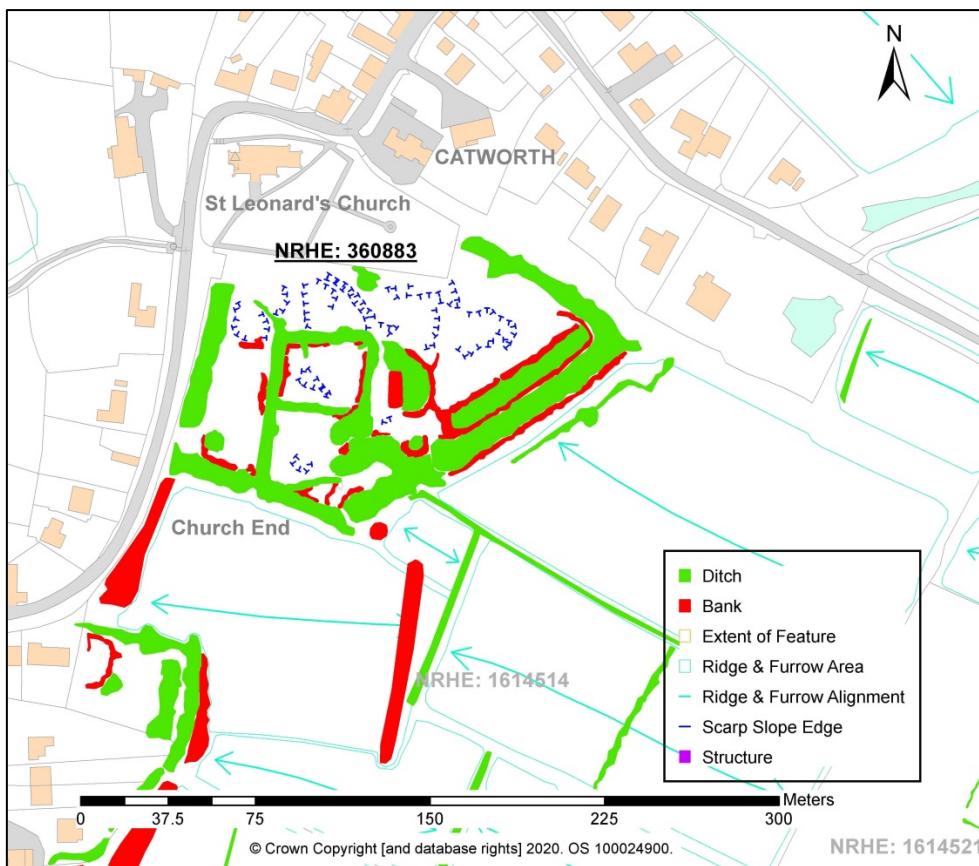 N
CATWORTH
St Leonard's Church
NRHE: 360883
Church End
NRHE: 1614514
Ditch
Bank
Extent of Feature
Ridge & Furrow Area
Ridge & Furrow Alignment
Scarp Slope Edge
Structure
Meters
0 37.5 75 150 225 300
© Crown Copyright [and database rights] 2020. OS 100024900.
NRHE: 161452